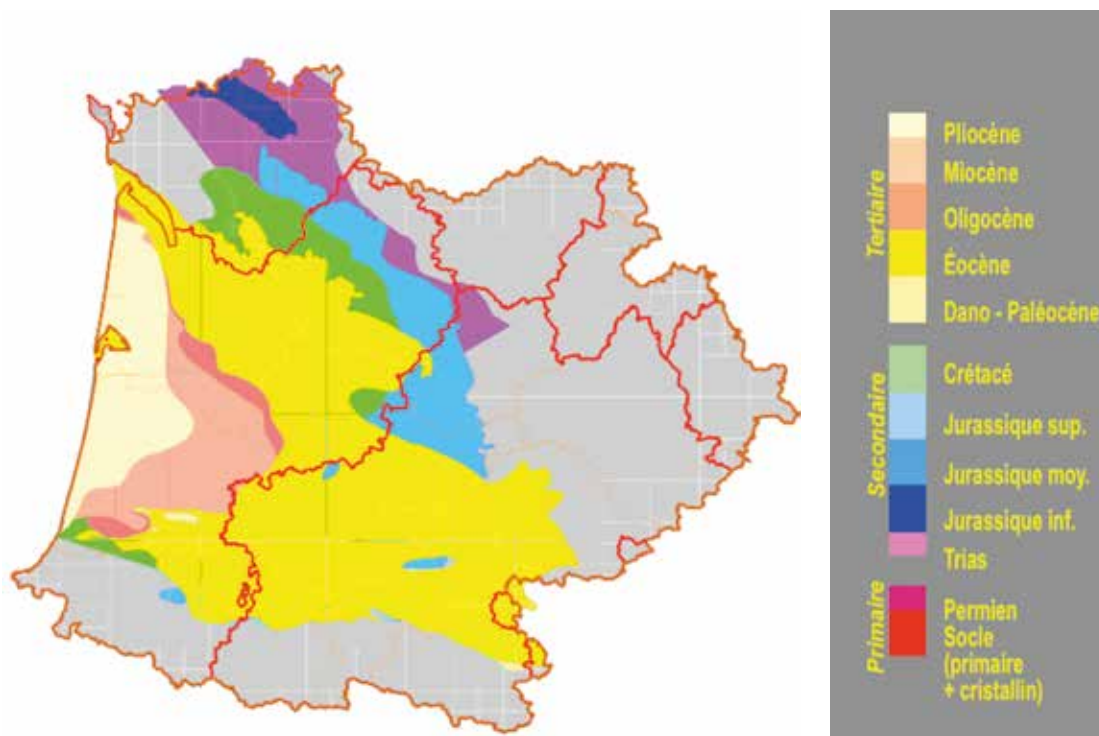 Tertiaire
Pliocène
Miocène
Oligocène
Éocène
Dano - Paléocène
Secondaire
Crétacé
Jurassique sup.
Jurassique moy.
Jurassique inf.
Trias
Primaire
Permien
Socle
(primaire
+ cristallin)